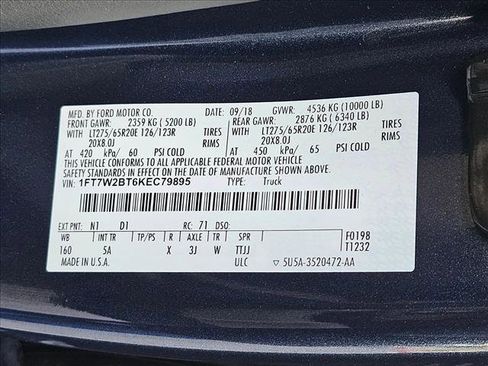 MFD. BY FORD MOTOR CO. DATE: 09/18 GVWR: 4536 KG (10000 LB)
FRONT GAWR: 2359 KG ( 5200 LB) REAR GAWR: 2876 KG ( 6340 LB)
WITH LT275/65R20E 126/123R TIRES WITH LT275/65R20E 126/123R TIRES
20X8.0J RIMS 20X8.0J RIMS
AT 420 kPa/ 60 PSI COLD AT 450 kPa/ 65 PSI COLD
THIS VEHICLE CONFORMS TO ALL APPLICABLE FEDERAL MOTOR VEHICLE
SAFETY STANDARDS IN EFFECT ON THE DATE OF MANUFACTURE SHOWN ABOVE.
VIN: 1FT7W2BT6KEC79895 TYPE: Truck
EXT PNT: N1 D1 RC: 71 DSO:
WB INT TR TP/PS R AXLE TR SPR F0198
160 5A X 3J W TTJJ T1232
MADE IN U.S.A. ULC ▽ 5U5A-3520472-AA